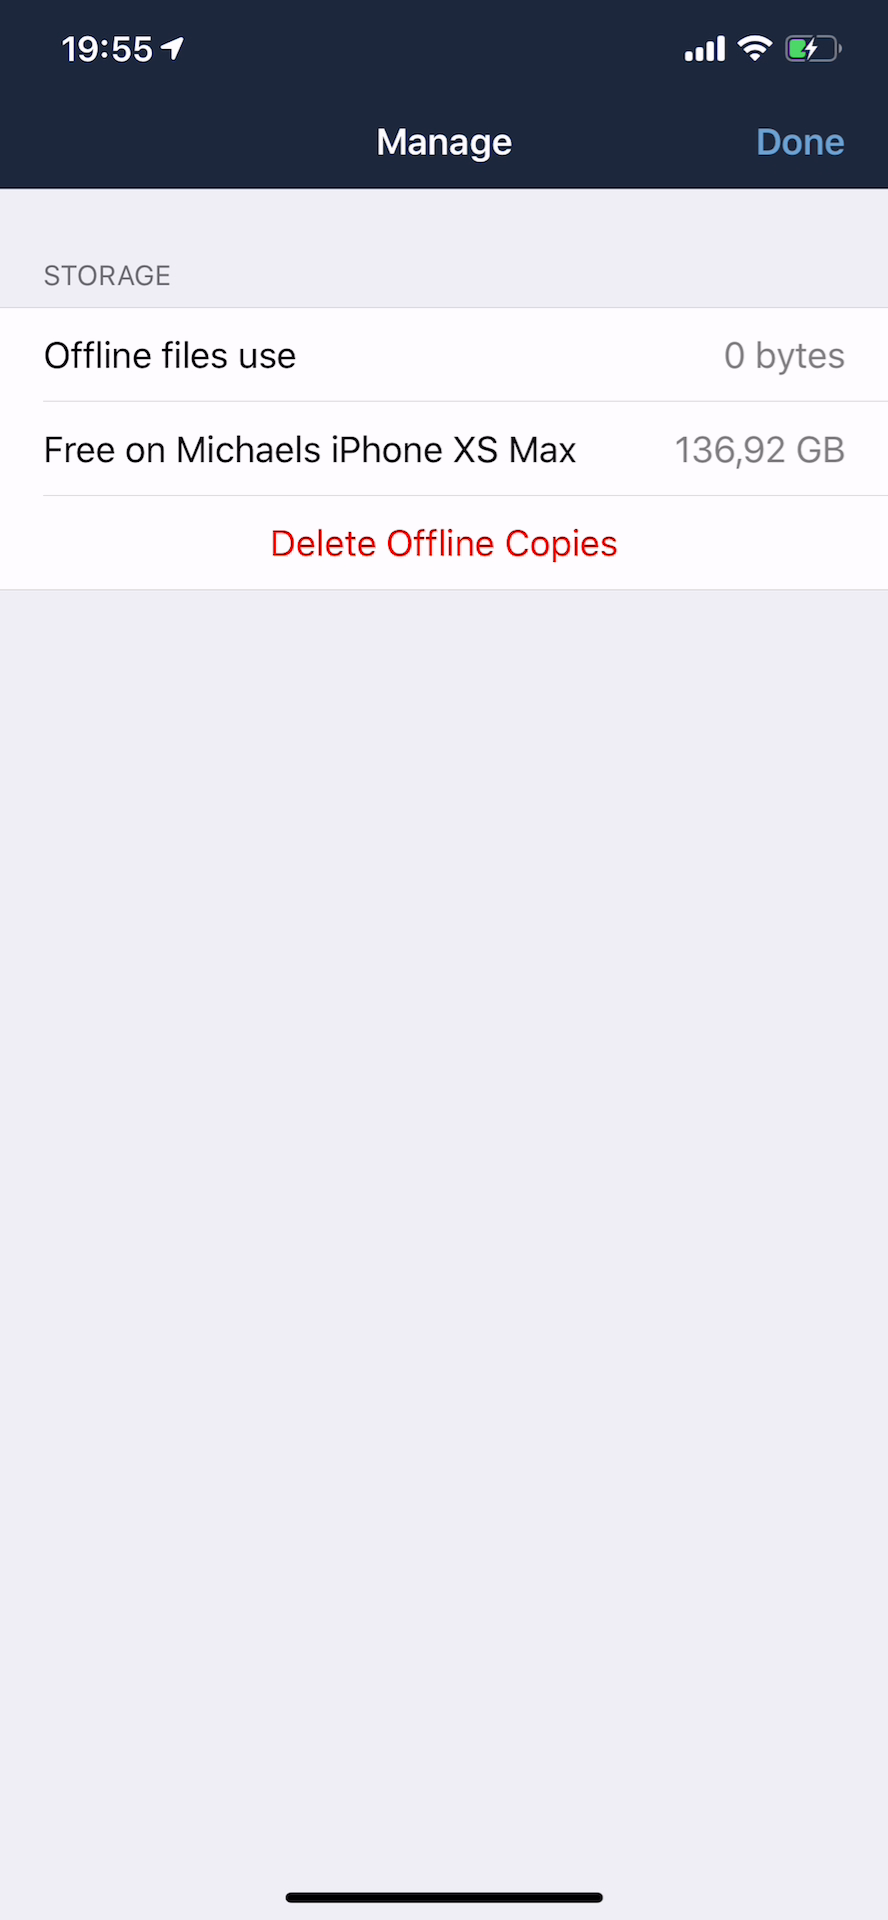 19:55
Manage
Done
STORAGE
Offline files use
0 bytes
Free on Michaels iPhone XS Max
136,92 GB
Delete Offline Copies